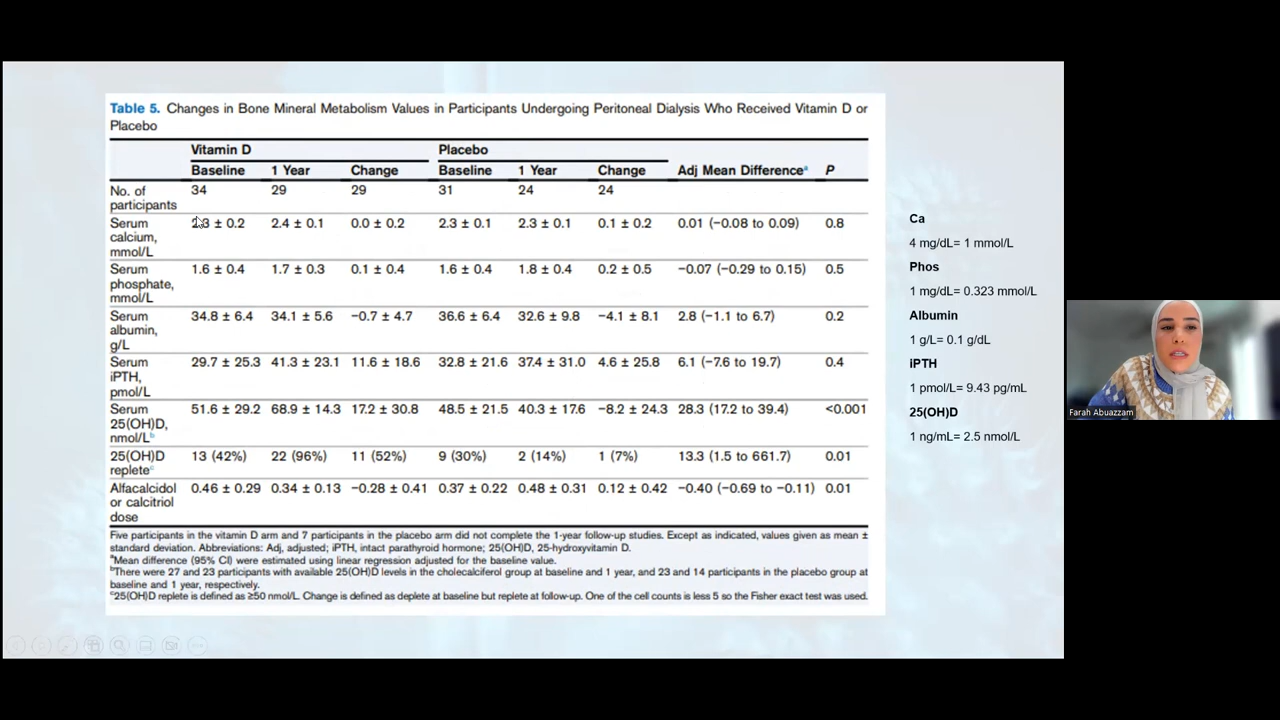 Table 5. Changes in Bone Mineral Metabolism Values in Participants Undergoing Peritoneal Dialysis Who Received Vitamin D or
Placebo
Vitamin D Placebo
Baseline 1 Year Change Baseline 1 Year Change Adj Mean Differenceᵃ P
No. of participants 34 29 29 31 24 24
Serum calcium, mmol/L 2.3 ± 0.2 2.4 ± 0.1 0.0 ± 0.2 2.3 ± 0.1 2.3 ± 0.1 0.1 ± 0.2 0.01 (−0.08 to 0.09) 0.8
Serum phosphate, mmol/L 1.6 ± 0.4 1.7 ± 0.3 0.1 ± 0.4 1.6 ± 0.4 1.8 ± 0.4 0.2 ± 0.5 −0.07 (−0.29 to 0.15) 0.5
Serum albumin, g/L 34.8 ± 6.4 34.1 ± 5.6 −0.7 ± 4.7 36.6 ± 6.4 32.6 ± 9.8 −4.1 ± 8.1 2.8 (−1.1 to 6.7) 0.2
Serum iPTH, pmol/L 29.7 ± 25.3 41.3 ± 23.1 11.6 ± 18.6 32.8 ± 21.6 37.4 ± 31.0 4.6 ± 25.8 6.1 (−7.6 to 19.7) 0.4
Serum 25(OH)D, nmol/Lᵇ 51.6 ± 29.2 68.9 ± 14.3 17.2 ± 30.8 48.5 ± 21.5 40.3 ± 17.6 −8.2 ± 24.3 28.3 (17.2 to 39.4) <0.001
25(OH)D repleteᶜ 13 (42%) 22 (96%) 11 (52%) 9 (30%) 2 (14%) 1 (7%) 13.3 (1.5 to 661.7) 0.01
Alfacalcidol or calcitriol dose 0.46 ± 0.29 0.34 ± 0.13 −0.28 ± 0.41 0.37 ± 0.22 0.48 ± 0.31 0.12 ± 0.42 −0.40 (−0.69 to −0.11) 0.01
Five participants in the vitamin D arm and 7 participants in the placebo arm did not complete the 1-year follow-up studies. Except as indicated, values given as mean ±
standard deviation. Abbreviations: Adj, adjusted; iPTH, intact parathyroid hormone; 25(OH)D, 25-hydroxyvitamin D.
ᵃMean difference (95% CI) were estimated using linear regression adjusted for the baseline value.
ᵇThere were 27 and 23 participants with available 25(OH)D levels in the cholecalciferol group at baseline and 1 year, and 23 and 14 participants in the placebo group at
baseline and 1 year, respectively.
ᶜ25(OH)D replete is defined as ≥50 nmol/L. Change is defined as deplete at baseline but replete at follow-up. One of the cell counts is less 5 so the Fisher exact test was used.
Ca
4 mg/dL= 1 mmol/L
Phos
1 mg/dL= 0.323 mmol/L
Albumin
1 g/L= 0.1 g/dL
iPTH
1 pmol/L= 9.43 pg/mL
25(OH)D
1 ng/mL= 2.5 nmol/L
Farah Abuazzam